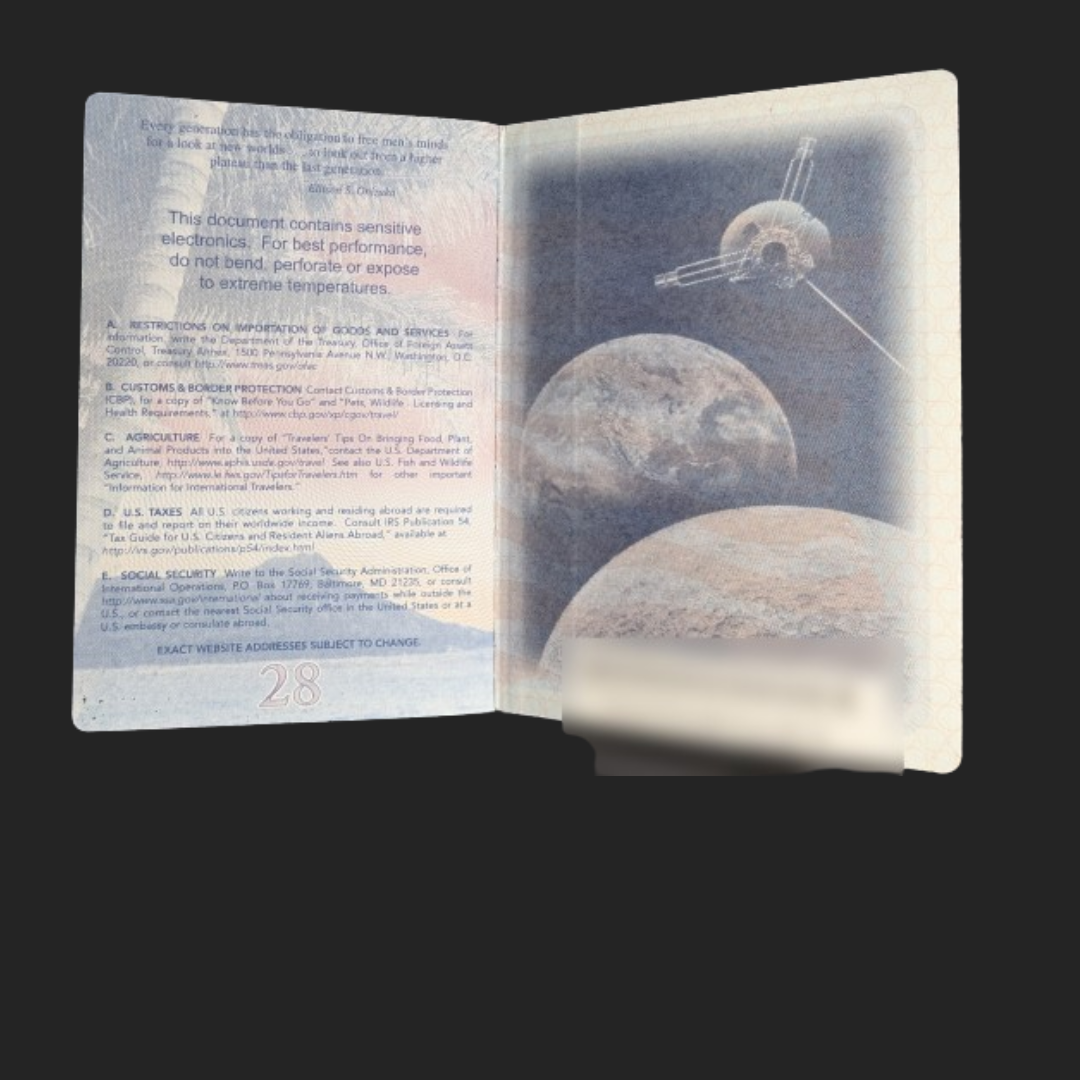 Every generation has the obligation to free men's minds
for a look at new worlds . . . to look out from a higher
plateau than the last generation.
Ellison S. Onizuka
This document contains sensitive
electronics. For best performance,
do not bend, perforate or expose
to extreme temperatures.
A. RESTRICTIONS ON IMPORTATION OF GOODS AND SERVICES For
information, write the Department of the Treasury, Office of Foreign Assets
Control, Treasury Annex, 1500 Pennsylvania Avenue N.W., Washington, D.C.
20220, or consult http://www.treas.gov/ofac
B. CUSTOMS & BORDER PROTECTION Contact Customs & Border Protection
(CBP), for a copy of "Know Before You Go" and "Pets, Wildlife - Licensing and
Health Requirements," at http://www.cbp.gov/xp/cgov/travel/
C. AGRICULTURE For a copy of "Travelers' Tips On Bringing Food, Plant,
and Animal Products into the United States,"contact the U.S. Department of
Agriculture, http://www.aphis.usda.gov/travel See also U.S. Fish and Wildlife
Service, http://www.le.fws.gov/TipsforTravelers.htm for other important
"Information for International Travelers."
D. U.S. TAXES All U.S. citizens working and residing abroad are required
to file and report on their worldwide income. Consult IRS Publication 54,
"Tax Guide for U.S. Citizens and Resident Aliens Abroad," available at
http://irs.gov/publications/p54/index.html
E. SOCIAL SECURITY Write to the Social Security Administration, Office of
International Operations, P.O. Box 17769, Baltimore, MD 21235, or consult
http://www.ssa.gov/international about receiving payments while outside the
U.S., or contact the nearest Social Security office in the United States or at a
U.S. embassy or consulate abroad.
EXACT WEBSITE ADDRESSES SUBJECT TO CHANGE.
28